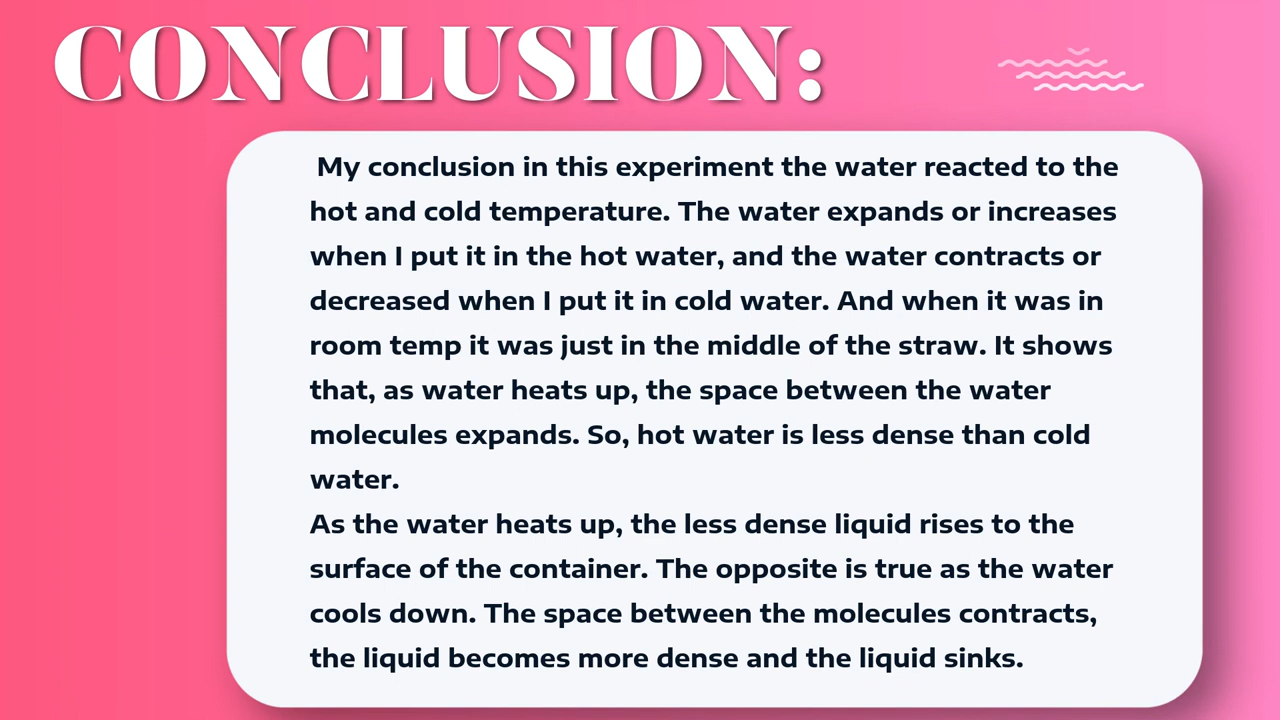 CONCLUSION:
My conclusion in this experiment the water reacted to the
hot and cold temperature. The water expands or increases
when I put it in the hot water, and the water contracts or
decreased when I put it in cold water. And when it was in
room temp it was just in the middle of the straw. It shows
that, as water heats up, the space between the water
molecules expands. So, hot water is less dense than cold
water.
As the water heats up, the less dense liquid rises to the
surface of the container. The opposite is true as the water
cools down. The space between the molecules contracts,
the liquid becomes more dense and the liquid sinks.